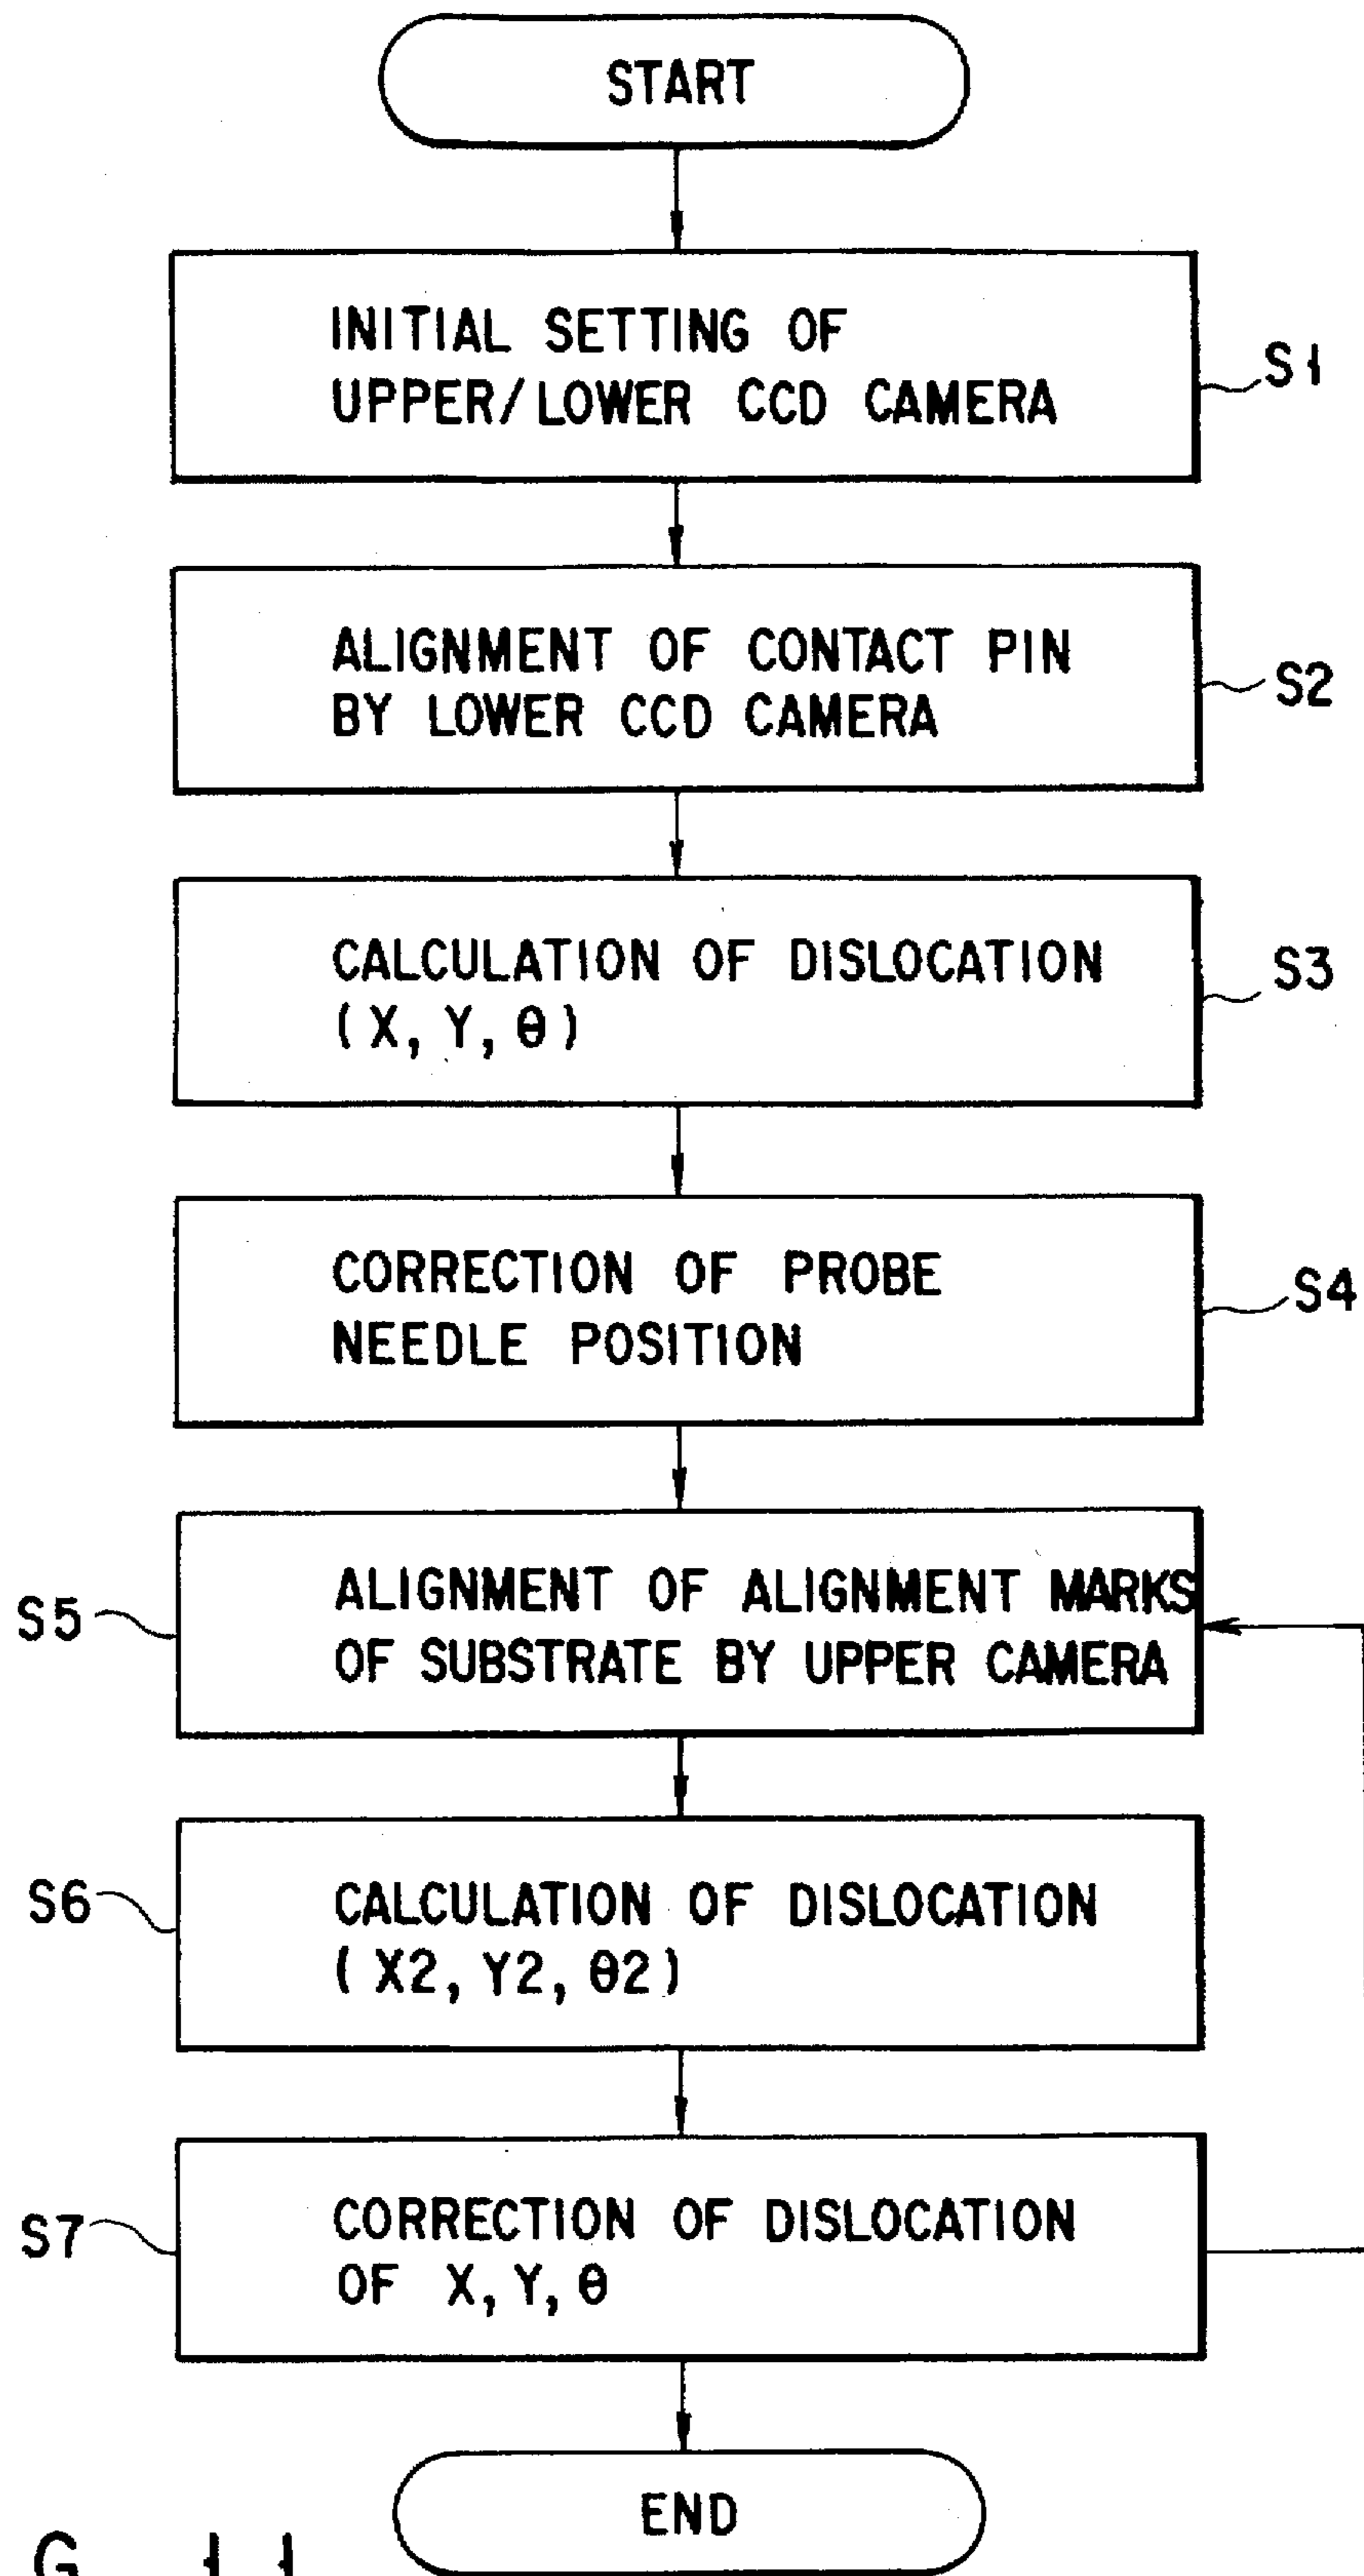 START
INITIAL SETTING OF
UPPER/LOWER CCD CAMERA
S1
ALIGNMENT OF CONTACT PIN
BY LOWER CCD CAMERA
S2
CALCULATION OF DISLOCATION
(X, Y, θ)
S3
CORRECTION OF PROBE
NEEDLE POSITION
S4
S5
ALIGNMENT OF ALIGNMENT MARKS
OF SUBSTRATE BY UPPER CAMERA
S6
CALCULATION OF DISLOCATION
(X2, Y2, θ2)
S7
CORRECTION OF DISLOCATION
OF X, Y, θ
END
G. 11